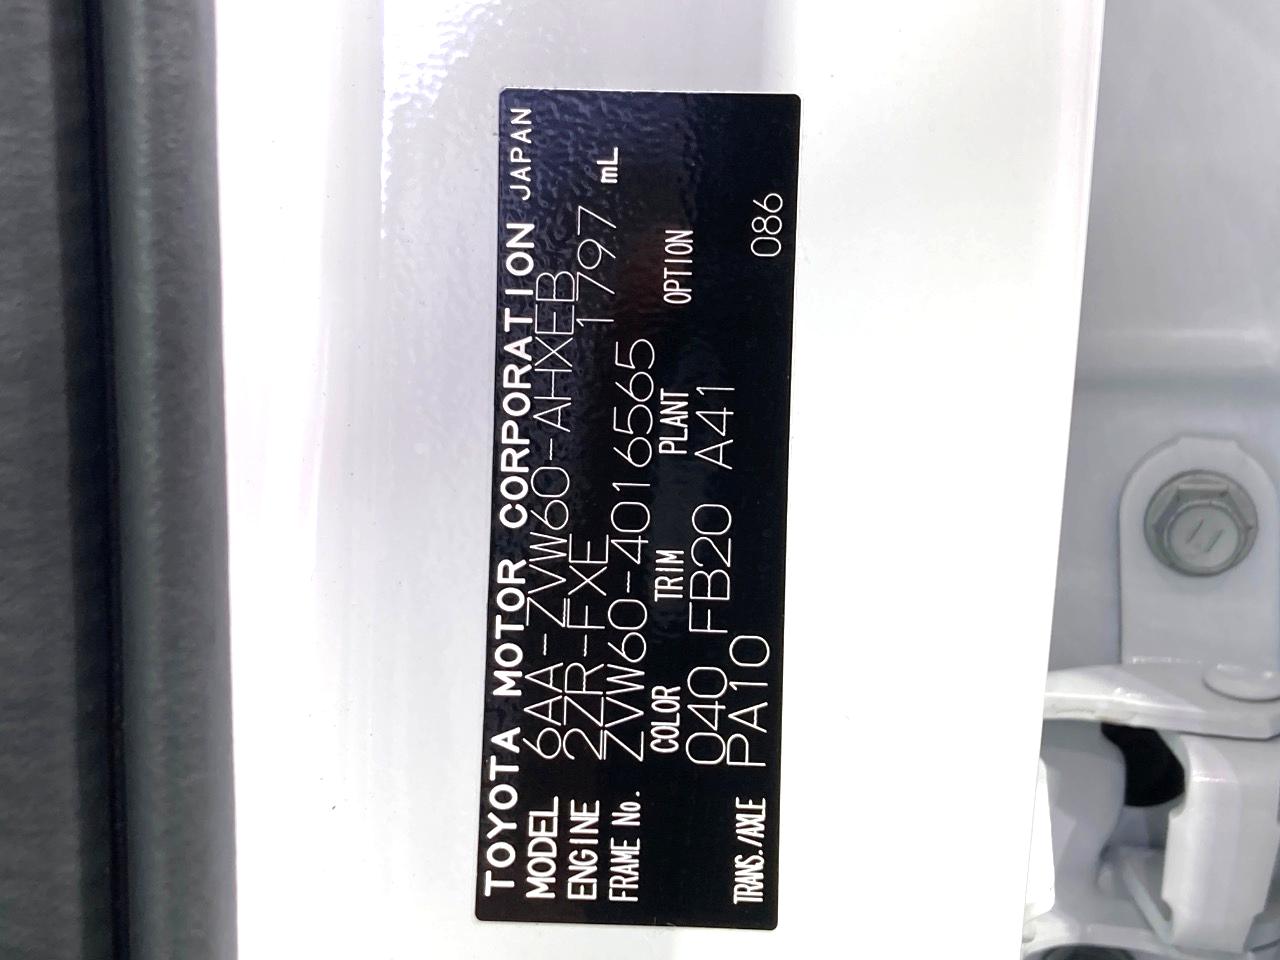 TOYOTA MOTOR CORPORATION JAPAN
MODEL 6AA-ZVW60-AHXEB
ENGINE 2ZR-FXE 1797 mL
FRAME No. ZVW60-4016565
COLOR TRIM PLANT OPTION
040 FB20 A41
TRANS./AXLE PA10 086